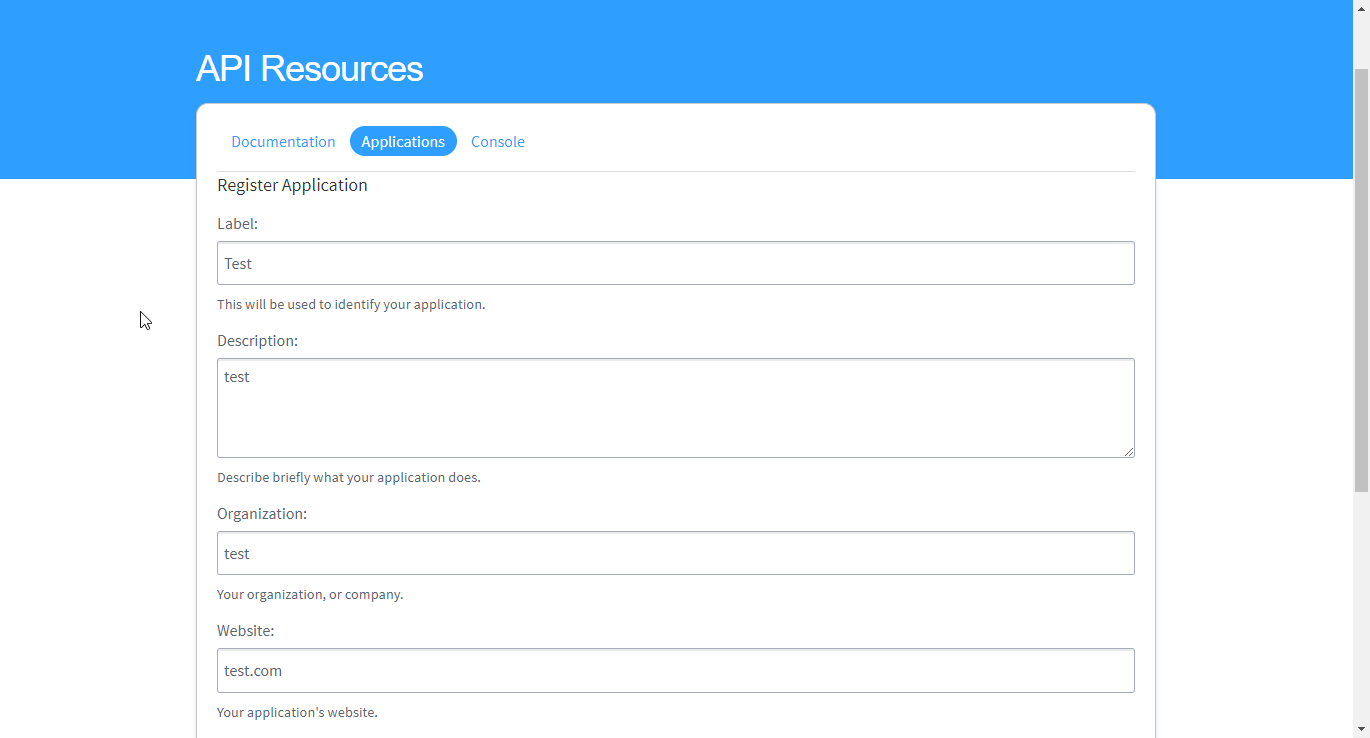 API Resources
Documentation Applications Console
Register Application
Label:
Test
This will be used to identify your application.
Description:
test
Describe briefly what your application does.
Organization:
test
Your organization, or company.
Website:
test.com
Your application's website.